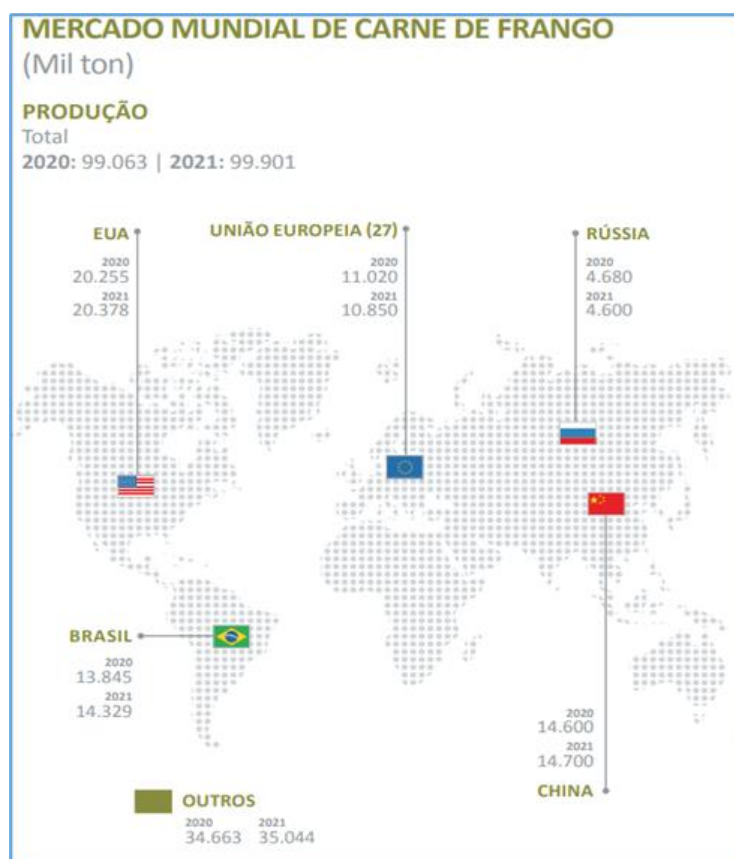 MERCADO MUNDIAL DE CARNE DE FRANGO
(Mil ton)
PRODUÇÃO
Total
2020: 99.063 | 2021: 99.901
EUA
2020
20.255
2021
20.378
UNIÃO EUROPEIA (27)
2020
11.020
2021
10.850
RÚSSIA
2020
4.680
2021
4.600
BRASIL
2020
13.845
2021
14.329
2020
14.600
2021
14.700
CHINA
OUTROS
2020 2021
34.663 35.044